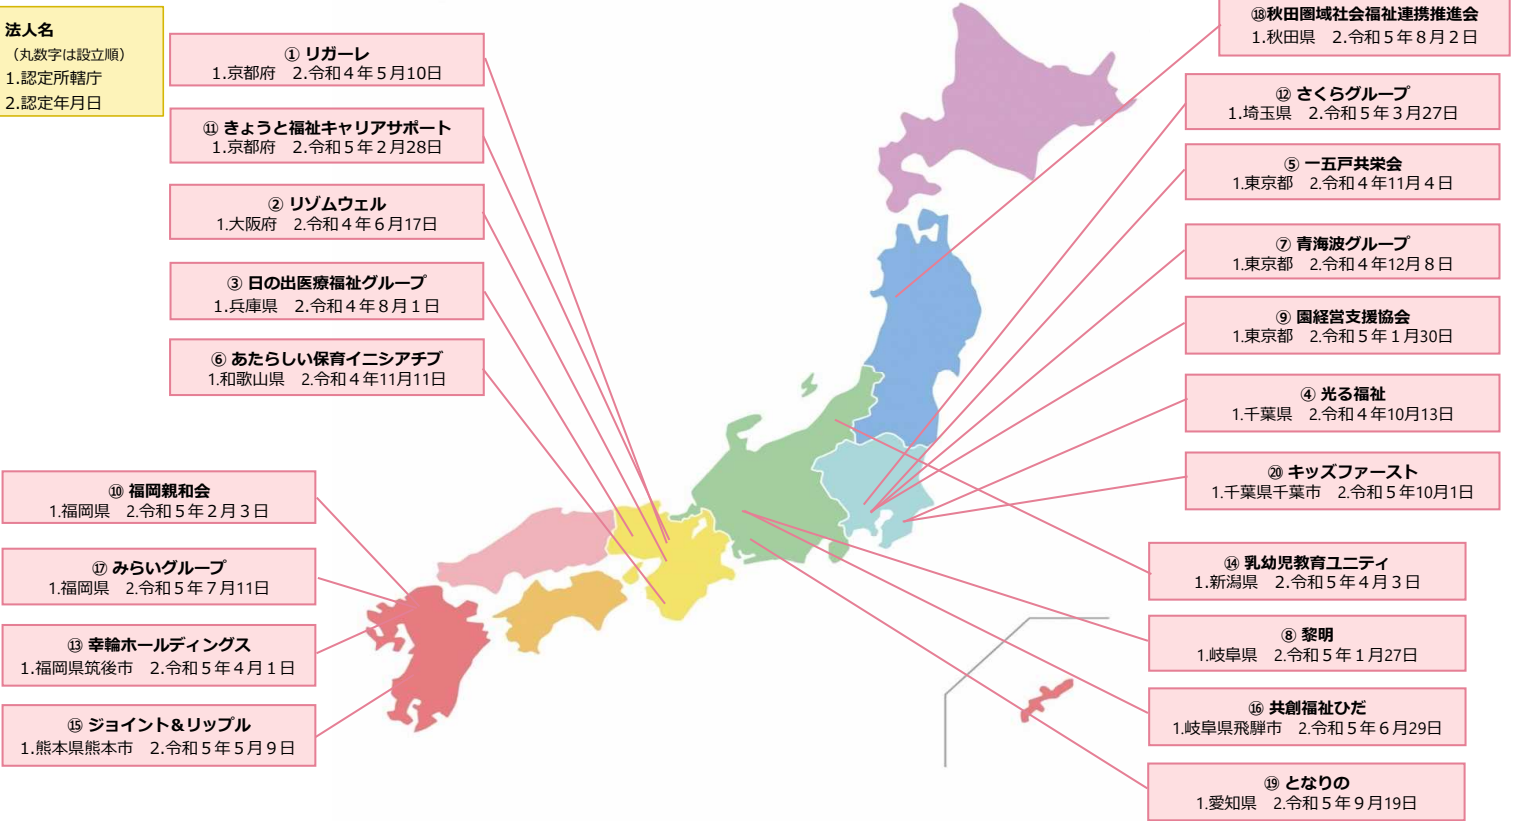 法人名
（丸数字は設立順）
1.認定所轄庁
2.認定年月日
① リガーレ
1.京都府　2.令和４年５月10日
⑪ きょうと福祉キャリアサポート
1.京都府　2.令和５年２月28日
② リゾムウェル
1.大阪府　2.令和４年６月17日
③ 日の出医療福祉グループ
1.兵庫県　2.令和４年８月１日
⑥ あたらしい保育イニシアチブ
1.和歌山県　2.令和４年11月11日
⑩ 福岡親和会
1.福岡県　2.令和５年２月３日
⑰ みらいグループ
1.福岡県　2.令和５年７月11日
⑬ 幸輪ホールディングス
1.福岡県筑後市　2.令和５年４月１日
⑮ ジョイント＆リップル
1.熊本県熊本市　2.令和５年５月９日
⑱秋田圏域社会福祉連携推進会
1.秋田県　2.令和５年８月２日
⑫ さくらグループ
1.埼玉県　2.令和５年３月27日
⑤ 一五戸共栄会
1.東京都　2.令和４年11月４日
⑦ 青海波グループ
1.東京都　2.令和４年12月８日
⑨ 園経営支援協会
1.東京都　2.令和５年１月30日
④ 光る福祉
1.千葉県　2.令和４年10月13日
⑳ キッズファースト
1.千葉県千葉市　2.令和５年10月1日
⑭ 乳幼児教育ユニティ
1.新潟県　2.令和５年４月３日
⑧ 黎明
1.岐阜県　2.令和５年１月27日
⑯ 共創福祉ひだ
1.岐阜県飛騨市　2.令和５年６月29日
⑲ となりの
1.愛知県　2.令和５年９月19日